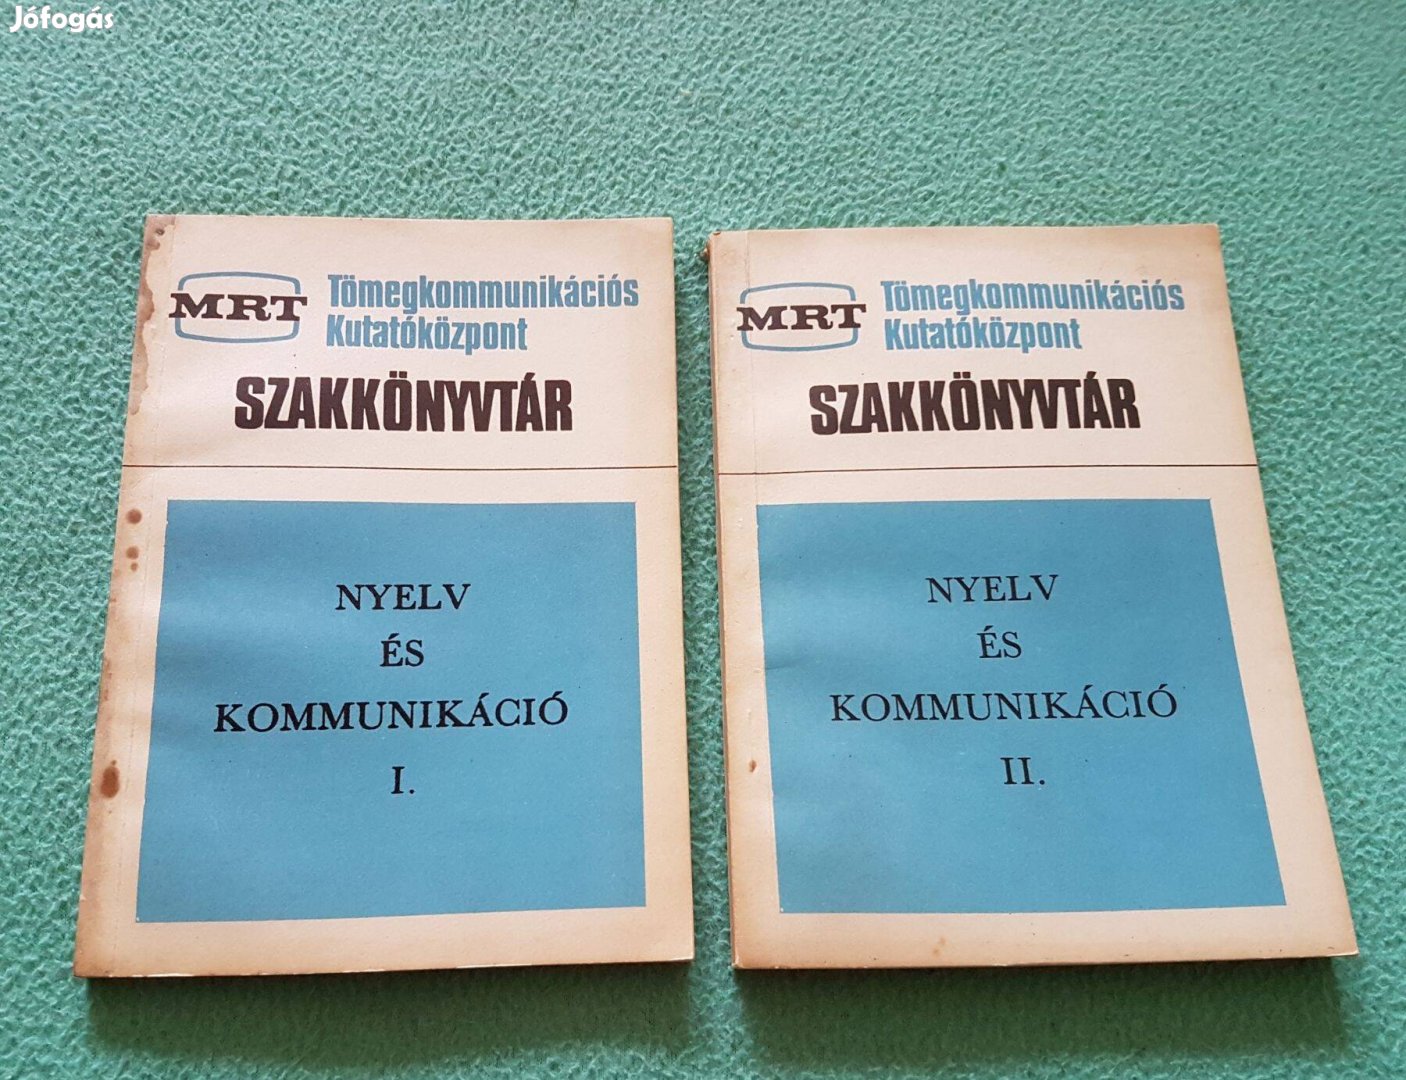 Jófogás
MRT
Tömegkommunikációs
Kutatóközpont
SZAKKÖNYVTÁR
NYELV
ÉS
KOMMUNIKÁCIÓ
I.
MRT
Tömegkommunikációs
Kutatóközpont
SZAKKÖNYVTÁR
NYELV
ÉS
KOMMUNIKÁCIÓ
II.